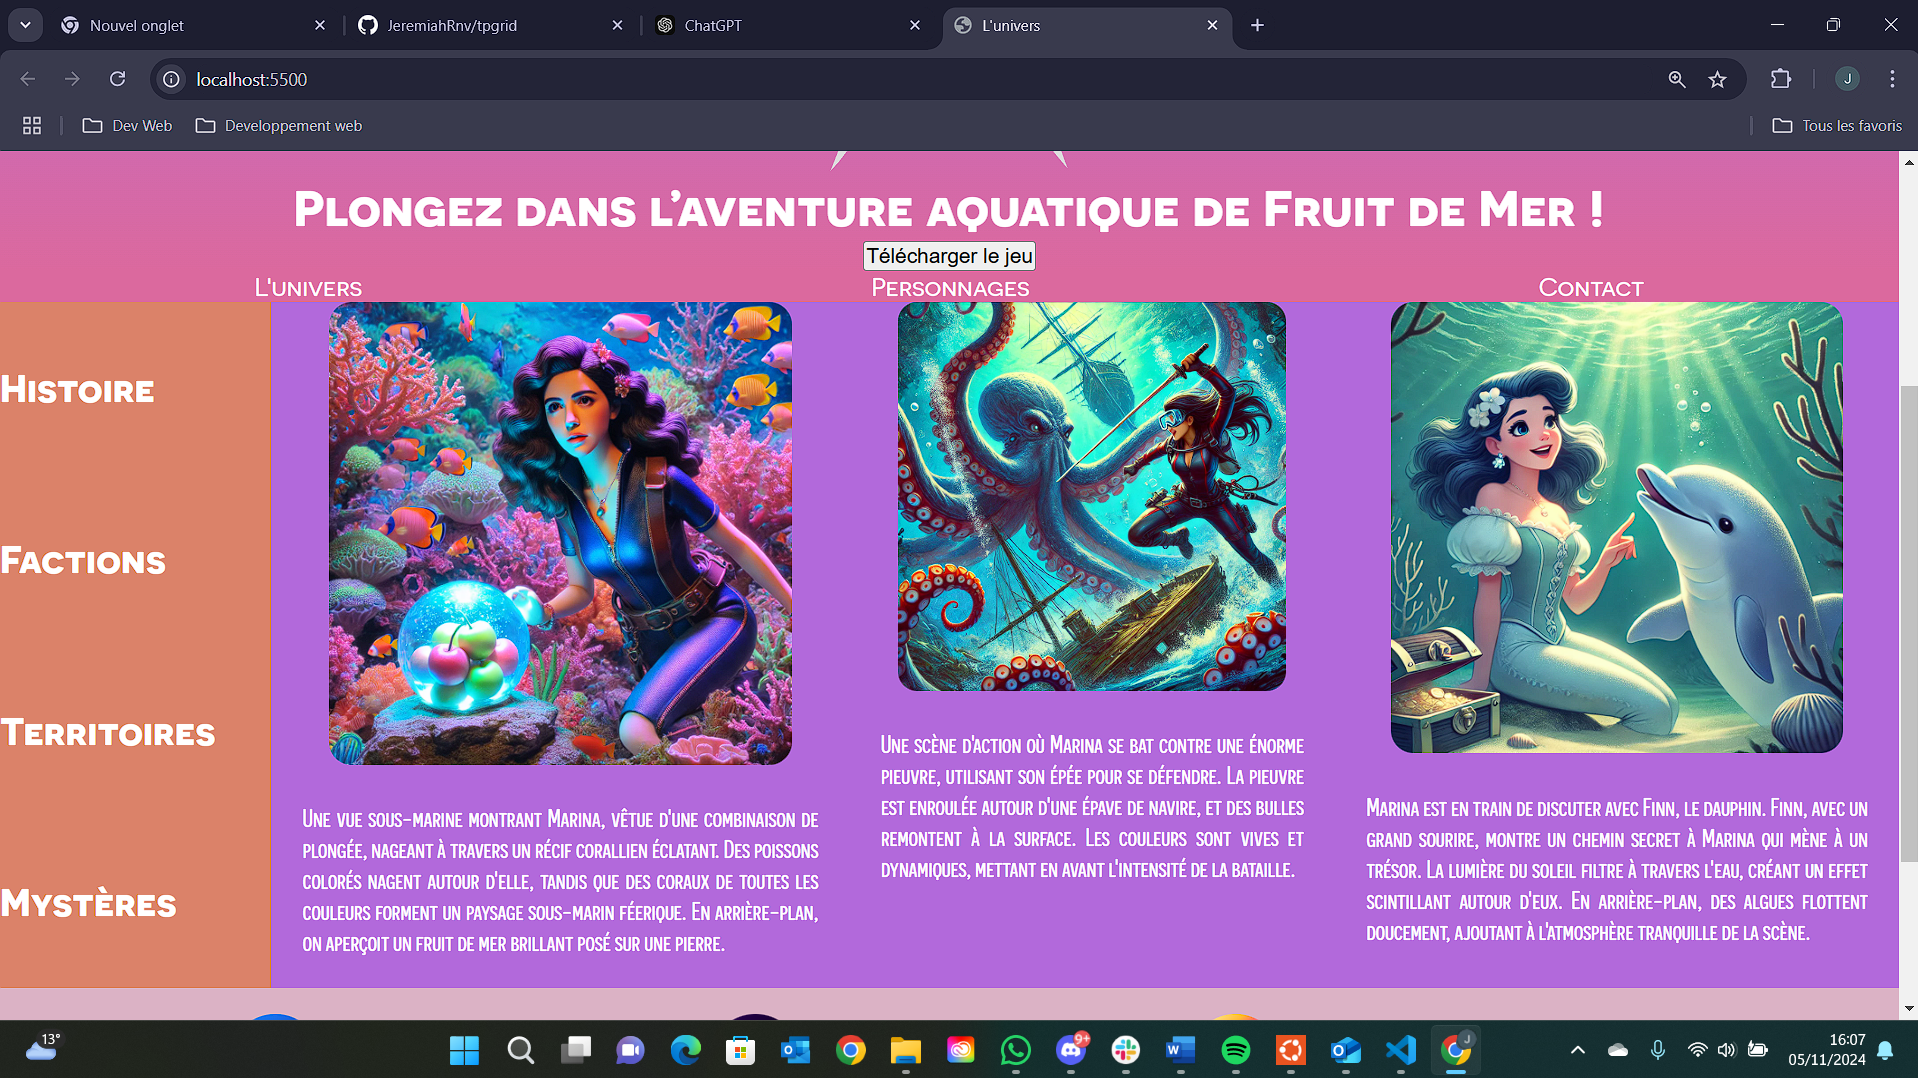 Nouvel onglet
JeremiahRnv/tpgrid
ChatGPT
L'univers
localhost:5500
J
Dev Web
Developpement web
Tous les favoris
Plongez dans l’aventure aquatique de Fruit de Mer !
Télécharger le jeu
L'univers
Personnages
Contact
Histoire
Factions
Territoires
Mystères
Une vue sous-marine montrant Marina, vêtue d'une combinaison de
plongée, nageant à travers un récif corallien éclatant. Des poissons
colorés nagent autour d'elle, tandis que des coraux de toutes les
couleurs forment un paysage sous-marin féerique. En arrière-plan,
on aperçoit un fruit de mer brillant posé sur une pierre.
Une scène d'action où Marina se bat contre une énorme
pieuvre, utilisant son épée pour se défendre. La pieuvre
est enroulée autour d'une épave de navire, et des bulles
remontent à la surface. Les couleurs sont vives et
dynamiques, mettant en avant l'intensité de la bataille.
Marina est en train de discuter avec Finn, le dauphin. Finn, avec un
grand sourire, montre un chemin secret à Marina qui mène à un
trésor. La lumière du soleil filtre à travers l'eau, créant un effet
scintillant autour d'eux. En arrière-plan, des algues flottent
doucement, ajoutant à l'atmosphère tranquille de la scène.
13°
9+
J
16:07
05/11/2024